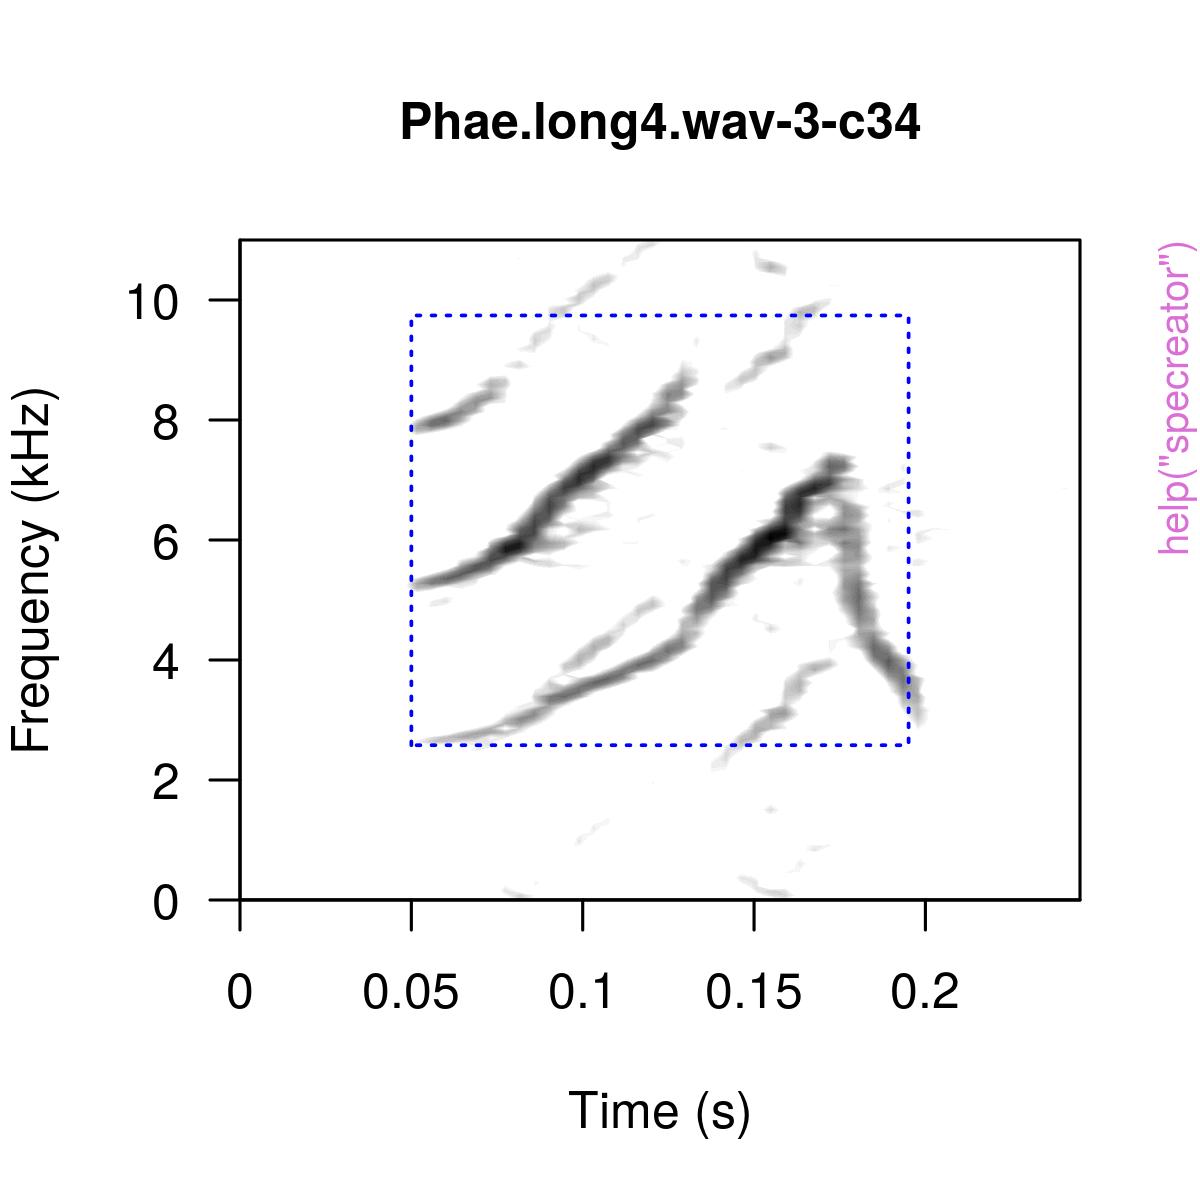 Phae.long4.wav-3-c34
Frequency (kHz)
10
8
6
4
2
0
0 0.05 0.1 0.15 0.2
Time (s)
help("specreator")